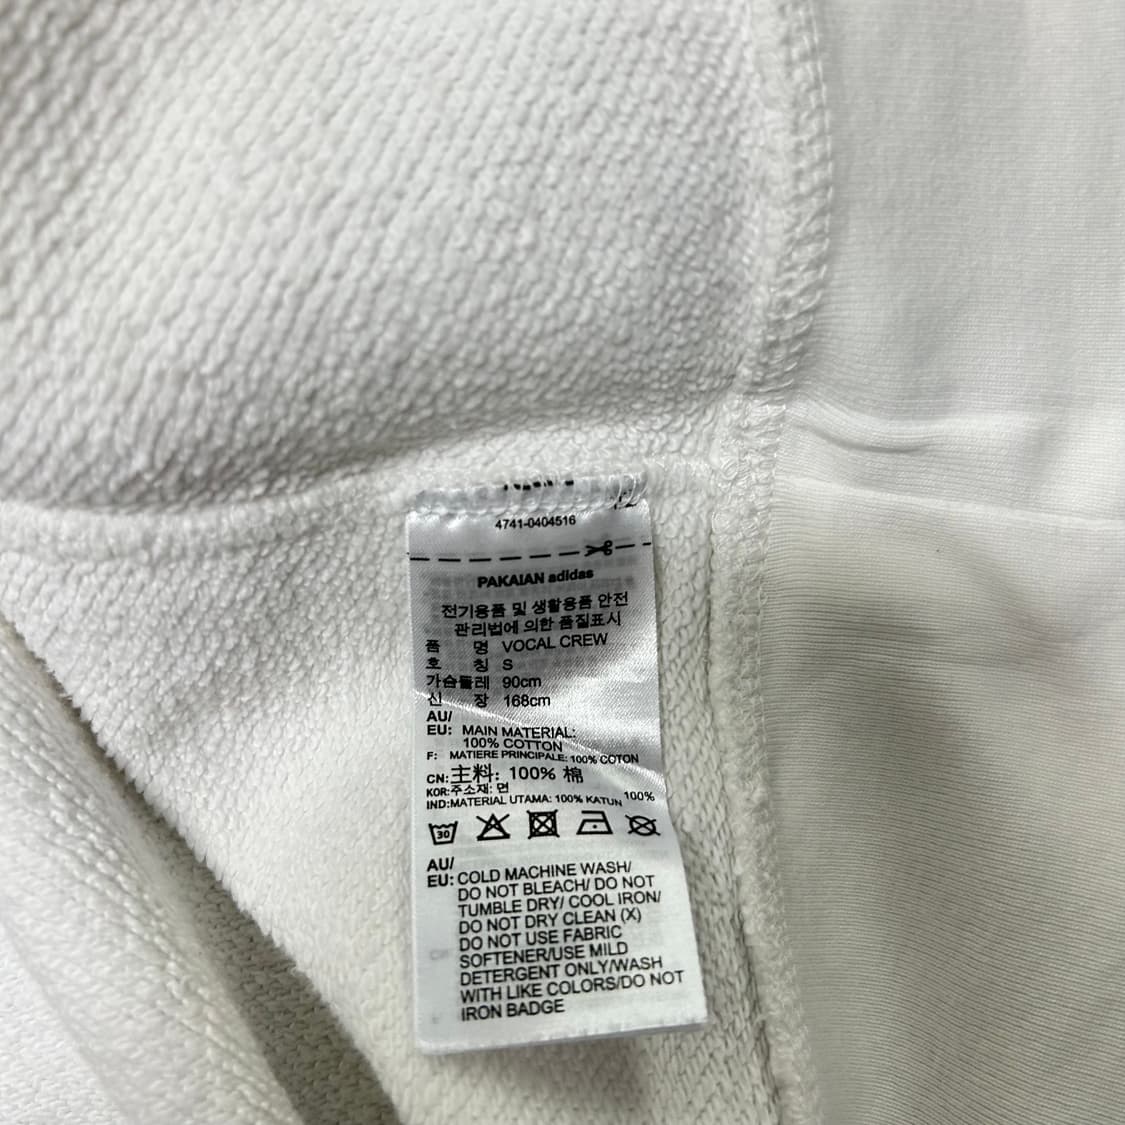 4741-0404516
PAKAIAN adidas
전기용품 및 생활용품 안전
관리법에 의한 품질표시
품 명 VOCAL CREW
호 칭 S
가슴둘레 90cm
신 장 168cm
AU/
EU: MAIN MATERIAL:
100% COTTON
F: MATIERE PRINCIPALE: 100% COTON
CN: 主料: 100% 棉
KOR: 주소재: 면 100%
IND: MATERIAL UTAMA: 100% KATUN
30
AU/
EU: COLD MACHINE WASH/
DO NOT BLEACH/ DO NOT
TUMBLE DRY/ COOL IRON/
DO NOT DRY CLEAN (X)
DO NOT USE FABRIC
SOFTENER/USE MILD
DETERGENT ONLY/WASH
WITH LIKE COLORS/DO NOT
IRON BADGE